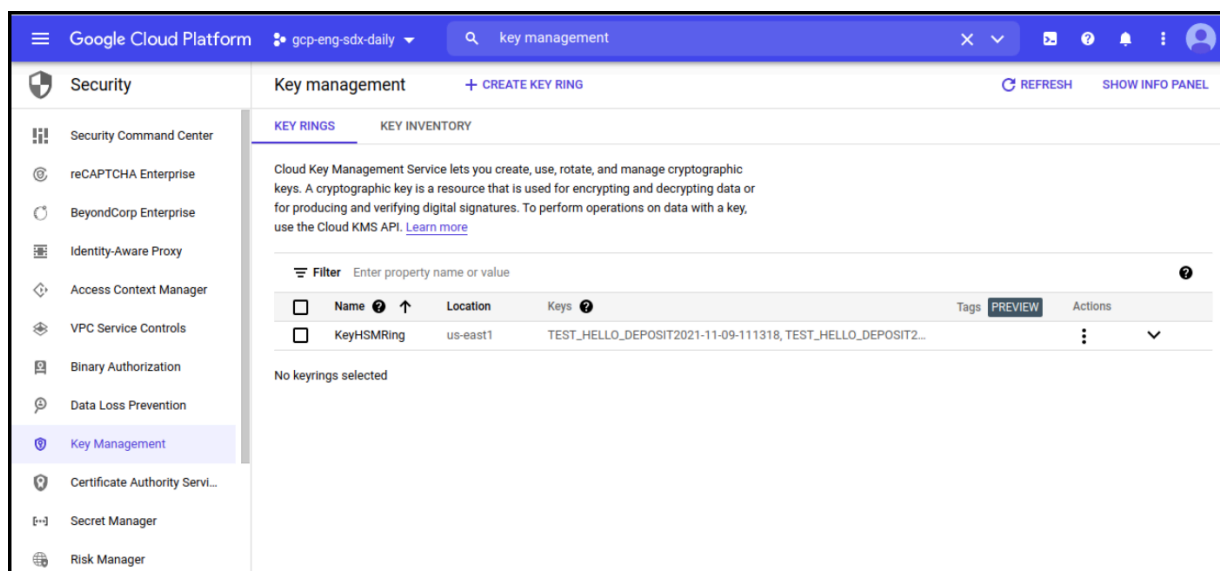 Google Cloud Platform gcp-eng-sdx-daily key management
Security
Key management + CREATE KEY RING REFRESH SHOW INFO PANEL
Security Command Center
reCAPTCHA Enterprise
BeyondCorp Enterprise
Identity-Aware Proxy
Access Context Manager
VPC Service Controls
Binary Authorization
Data Loss Prevention
Key Management
Certificate Authority Servi...
Secret Manager
Risk Manager
KEY RINGS KEY INVENTORY
Cloud Key Management Service lets you create, use, rotate, and manage cryptographic
keys. A cryptographic key is a resource that is used for encrypting and decrypting data or
for producing and verifying digital signatures. To perform operations on data with a key,
use the Cloud KMS API. Learn more
Filter Enter property name or value
Name Location Keys Tags PREVIEW Actions
KeyHSMRing us-east1 TEST_HELLO_DEPOSIT2021-11-09-111318, TEST_HELLO_DEPOSIT2...
No keyrings selected